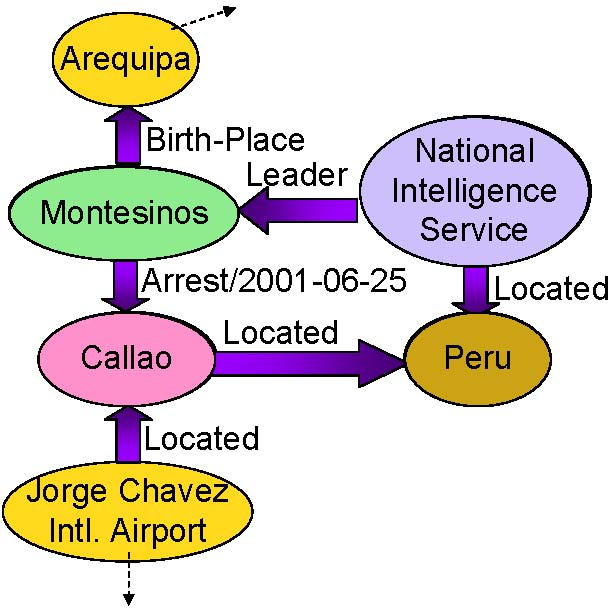 Arequipa
Birth-Place
Leader
National
Intelligence
Service
Montesinos
Arrest/2001-06-25
Located
Located
Callao
Peru
Located
Jorge Chavez
Intl. Airport